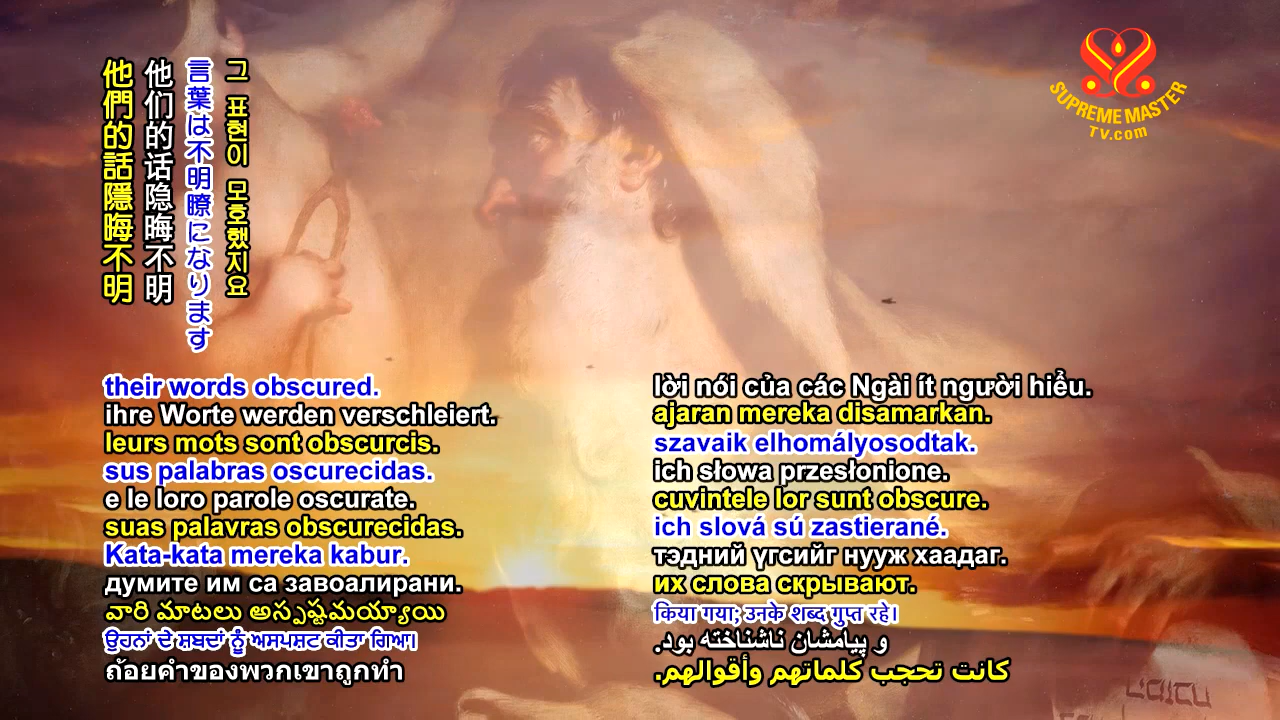 他們的話隱晦不明
他们的话隐晦不明
言葉は不明瞭になります
그 표현이 모호했지요
SUPREME MASTER
TV.com
their words obscured.
ihre Worte werden verschleiert.
leurs mots sont obscurcis.
sus palabras oscurecidas.
e le loro parole oscurate.
suas palavras obscurecidas.
Kata-kata mereka kabur.
думите им са завоалирани.
వారి మాటలు అస్పష్టమయ్యాయి
ਉਹਨਾਂ ਦੇ ਸ਼ਬਦਾਂ ਨੂੰ ਅਸਪਸ਼ਟ ਕੀਤਾ ਗਿਆ।
ถ้อยคำของพวกเขาถูกทำ
lời nói của các Ngài ít người hiểu.
ajaran mereka disamarkan.
szavaik elhomályosodtak.
ich słowa przesłonione.
cuvintele lor sunt obscure.
ich slová sú zastierané.
тэдний үгсийг нууж хаадаг.
их слова скрывают.
किया गया; उनके शब्द गुप्त रहे।
و پیامشان ناشناخته بود.
كانت تحجب كلماتهم وأقوالهم.